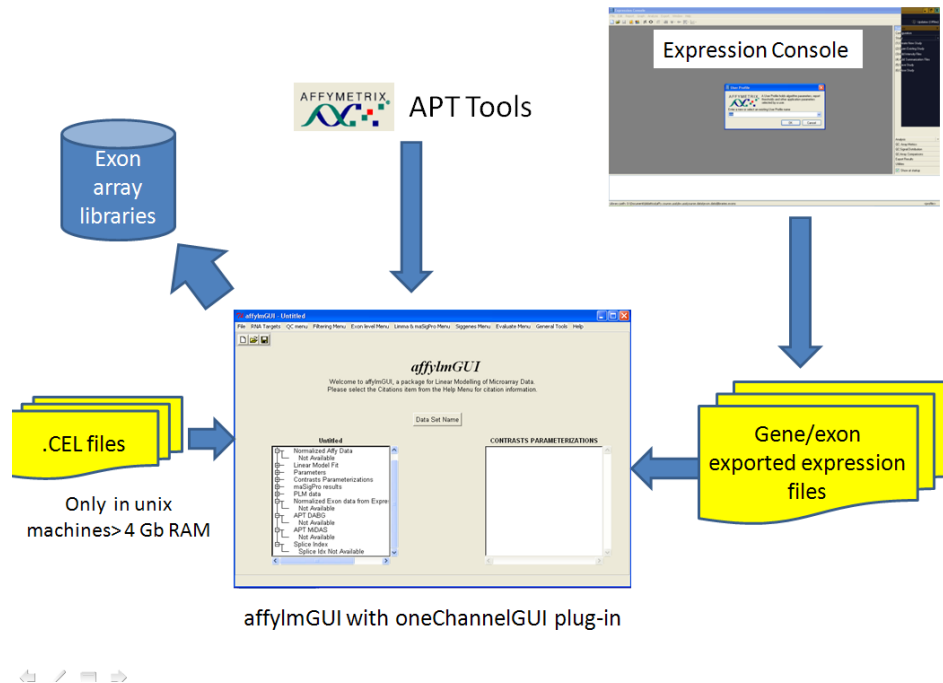 Expression Console
AFFYMETRIX
APT Tools
User Profile
AFFYMETRIX
OK Cancel
Exon
array
libraries
affylmGUI - Untitled
File RNA Targets QC menu Filtering Menu Exon level Menu Limma & maSigPro Menu Siggenes Menu Evaluate Menu General Tools Help
affylmGUI
Welcome to affylmGUI, a package for Linear Modelling of Microarray Data.
Please select the Citations item from the Help Menu for citation information.
Data Set Name
Untitled
CONTRASTS PARAMETERIZATIONS
Normalized Affy Data
Not Available
Linear Model Fit
Parameters
Contrasts Parameterizations
maSigPro results
PLM data
Normalized Exon data from Expre
Not Available
APT DABG
Not Available
APT MiDAS
Not Available
Splice Index
Splice Idx Not Available
.CEL files
Only in unix
machines> 4 Gb RAM
Gene/exon
exported expression
files
affylmGUI with oneChannelGUI plug-in